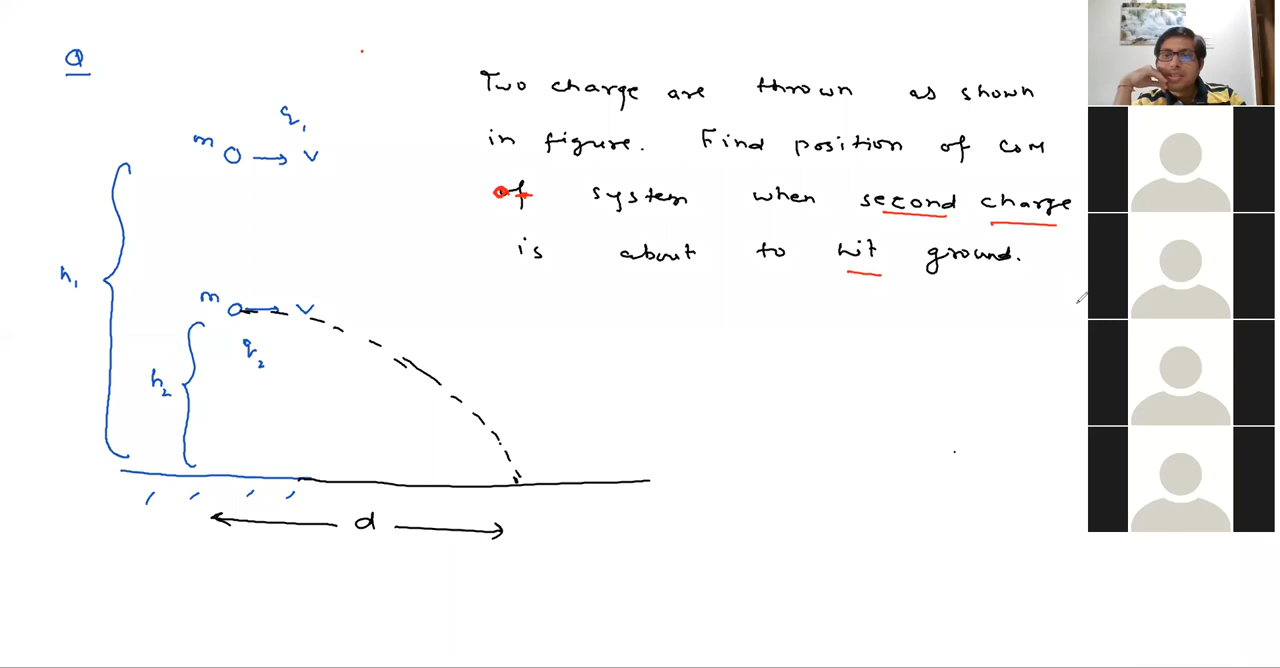 Q
Two charge are thrown as shown
in figure. Find position of COM
of system when second charge
is about to hit ground.
q1
m → v
h1
m → v
q2
h2
d